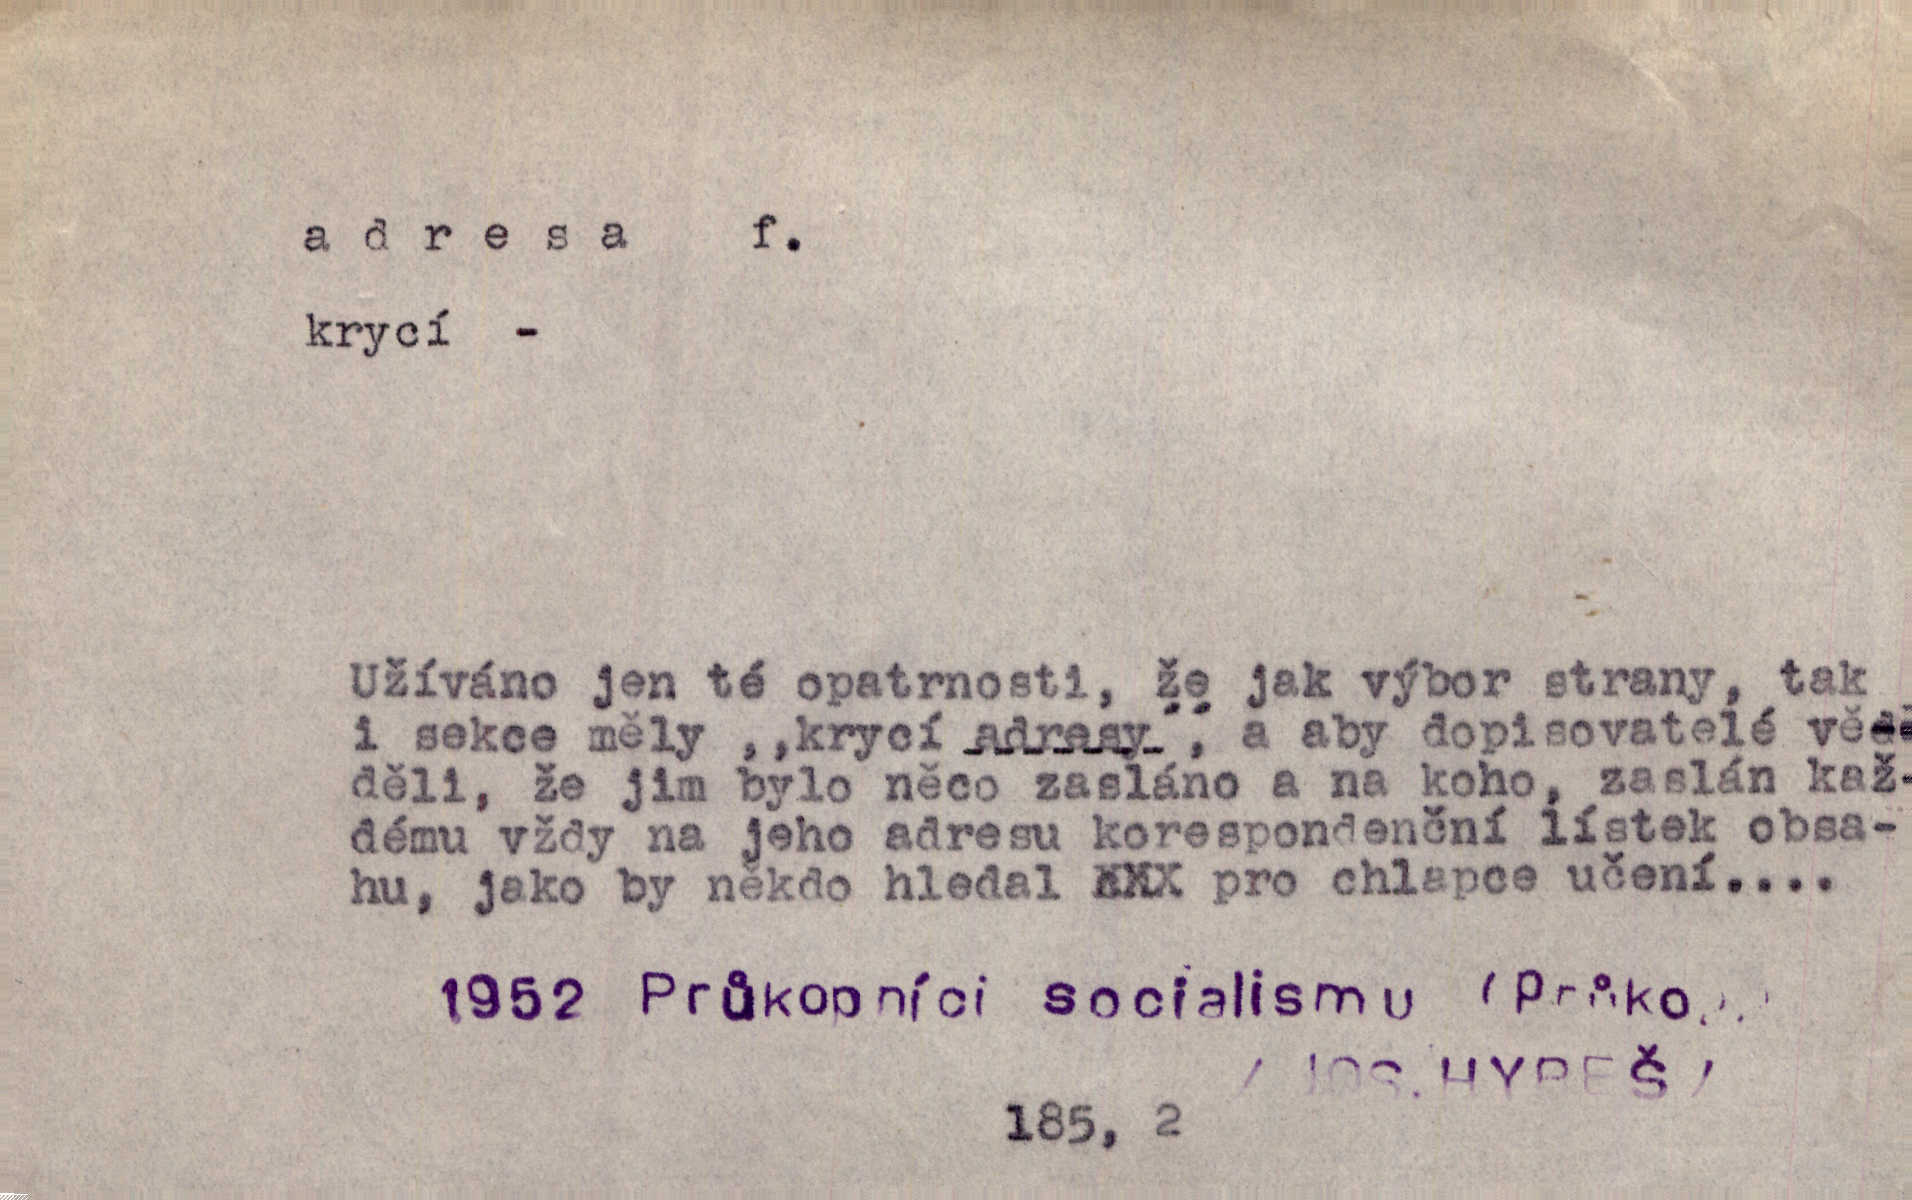 adresa f.
krycí -
Užíváno jen té opatrnosti, že jak výbor strany, tak
i sekce měly ,,krycí adresy'', a aby dopisovatelé vě
děli, že jim bylo něco zasláno a na koho, zaslán kaž-
dému vždy na jeho adresu korespondenční lístek obsa-
hu, jako by někdo hledal XXX pro chlapce učení....
1952 Průkopníci socialismu /Průko
/ JOS. HYPEŠ /
185, 2